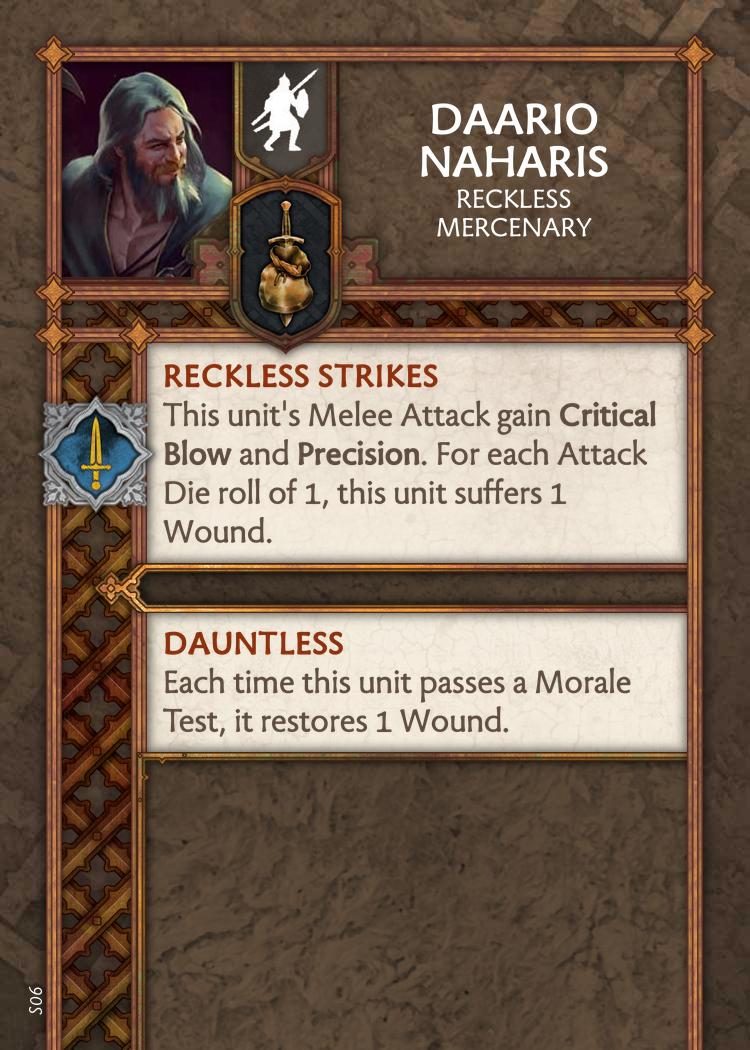 DAARIO
NAHARIS
RECKLESS
MERCENARY
RECKLESS STRIKES
This unit's Melee Attack gain Critical
Blow and Precision. For each Attack
Die roll of 1, this unit suffers 1
Wound.
DAUNTLESS
Each time this unit passes a Morale
Test, it restores 1 Wound.
S06